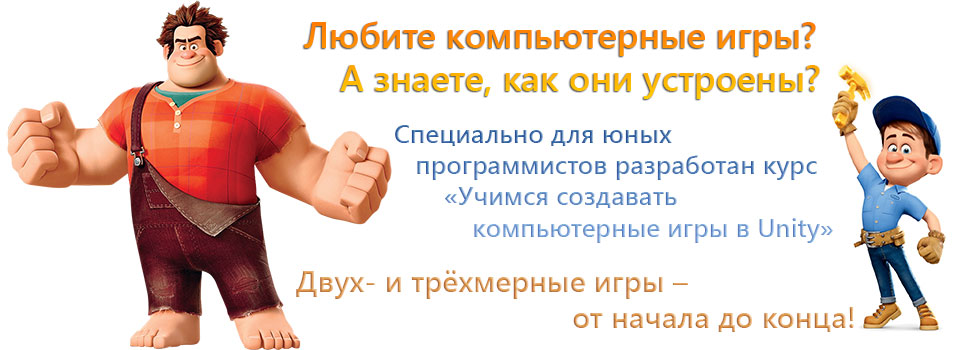 Любите компьютерные игры?
А знаете, как они устроены?
Специально для юных
программистов разработан курс
«Учимся создавать
компьютерные игры в Unity»
Двух- и трёхмерные игры –
от начала до конца!